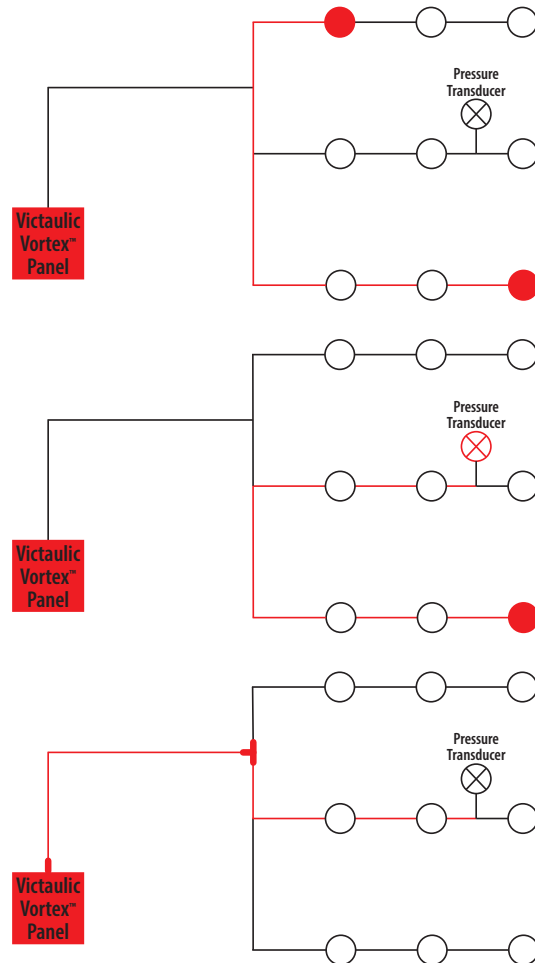 Pressure
Transducer
Victaulic
Vortex™
Panel
Pressure
Transducer
Victaulic
Vortex™
Panel
Pressure
Transducer
Victaulic
Vortex™
Panel